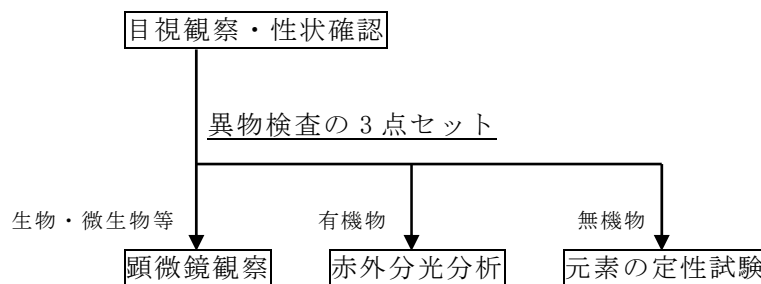 目視観察・性状確認
異物検査の3点セット
生物・微生物等
有機物
無機物
顕微鏡観察
赤外分光分析
元素の定性試験